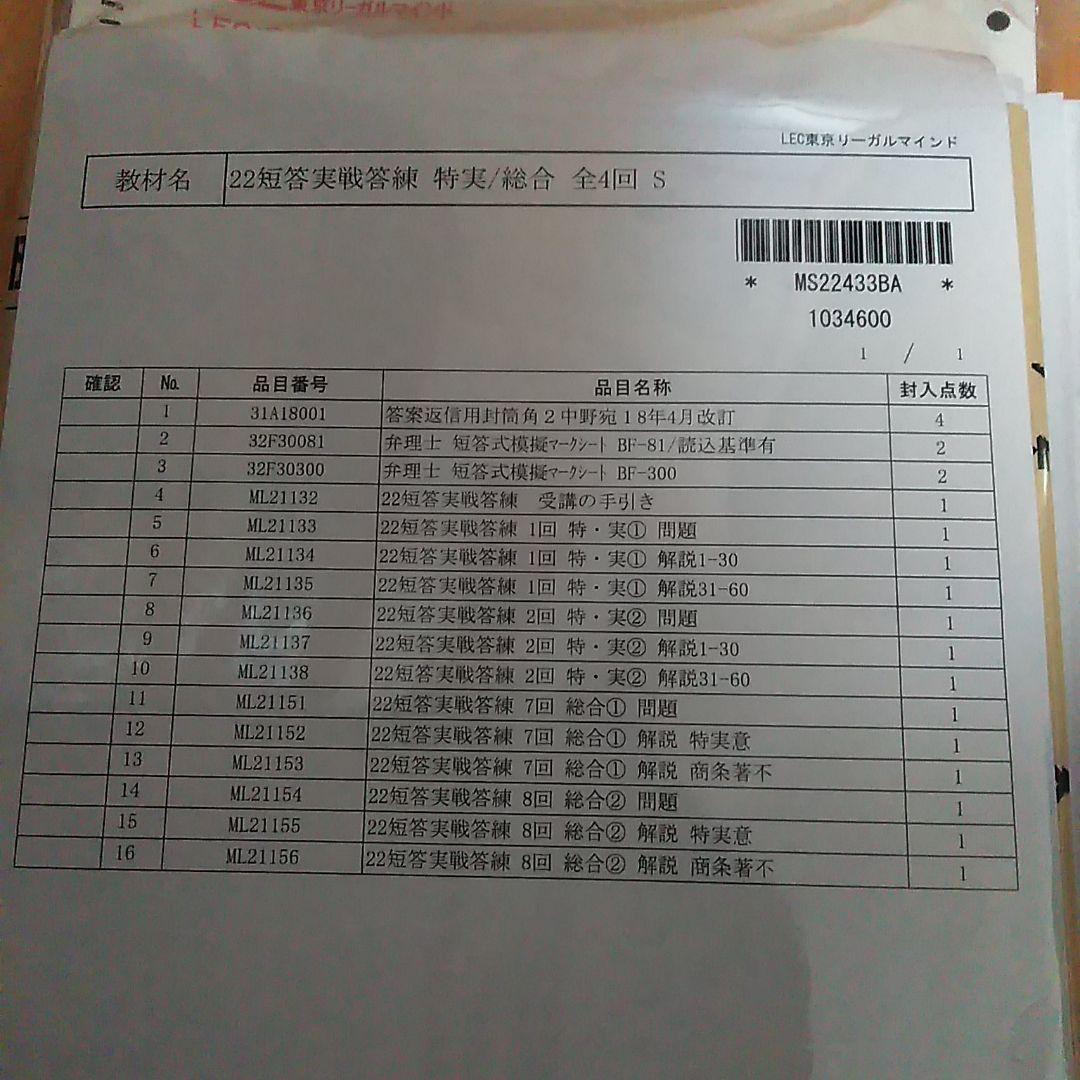 東京リーガルマインド
LEC東京リーガルマインド
教材名 22短答実戦答練 特実/総合 全4回 S
* MS22433BA *
1034600
1 / 1
確認 No. 品目番号 品目名称 封入点数
1 31A18001 答案返信用封筒角2中野宛18年4月改訂 4
2 32F30081 弁理士 短答式模擬マークシート BF-81/読込基準有 2
3 32F30300 弁理士 短答式模擬マークシート BF-300 2
4 ML21132 22短答実戦答練 受講の手引き 1
5 ML21133 22短答実戦答練 1回 特・実① 問題 1
6 ML21134 22短答実戦答練 1回 特・実① 解説1-30 1
7 ML21135 22短答実戦答練 1回 特・実① 解説31-60 1
8 ML21136 22短答実戦答練 2回 特・実② 問題 1
9 ML21137 22短答実戦答練 2回 特・実② 解説1-30 1
10 ML21138 22短答実戦答練 2回 特・実② 解説31-60 1
11 ML21151 22短答実戦答練 7回 総合① 問題 1
12 ML21152 22短答実戦答練 7回 総合① 解説 特実意 1
13 ML21153 22短答実戦答練 7回 総合① 解説 商条著不 1
14 ML21154 22短答実戦答練 8回 総合② 問題 1
15 ML21155 22短答実戦答練 8回 総合② 解説 特実意 1
16 ML21156 22短答実戦答練 8回 総合② 解説 商条著不 1